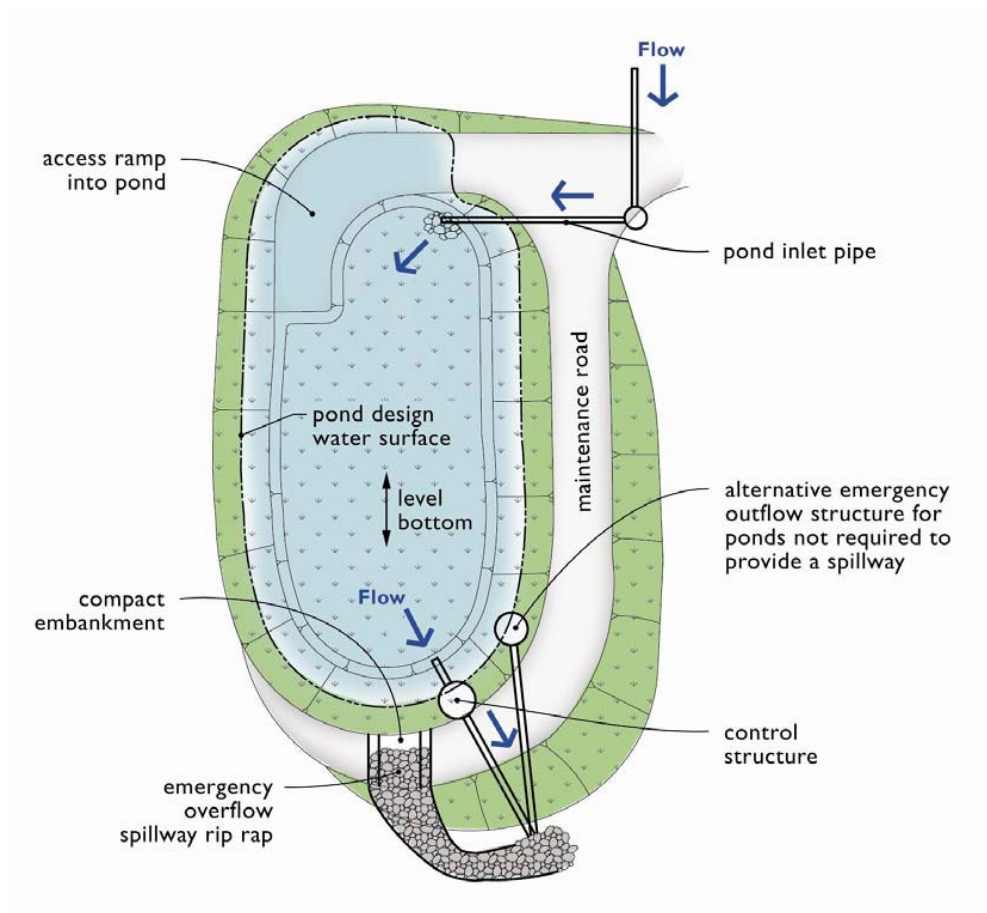 Flow
access ramp
into pond
pond inlet pipe
maintenance road
pond design
water surface
level
bottom
alternative emergency
outflow structure for
ponds not required to
provide a spillway
Flow
compact
embankment
control
structure
emergency
overflow
spillway rip rap